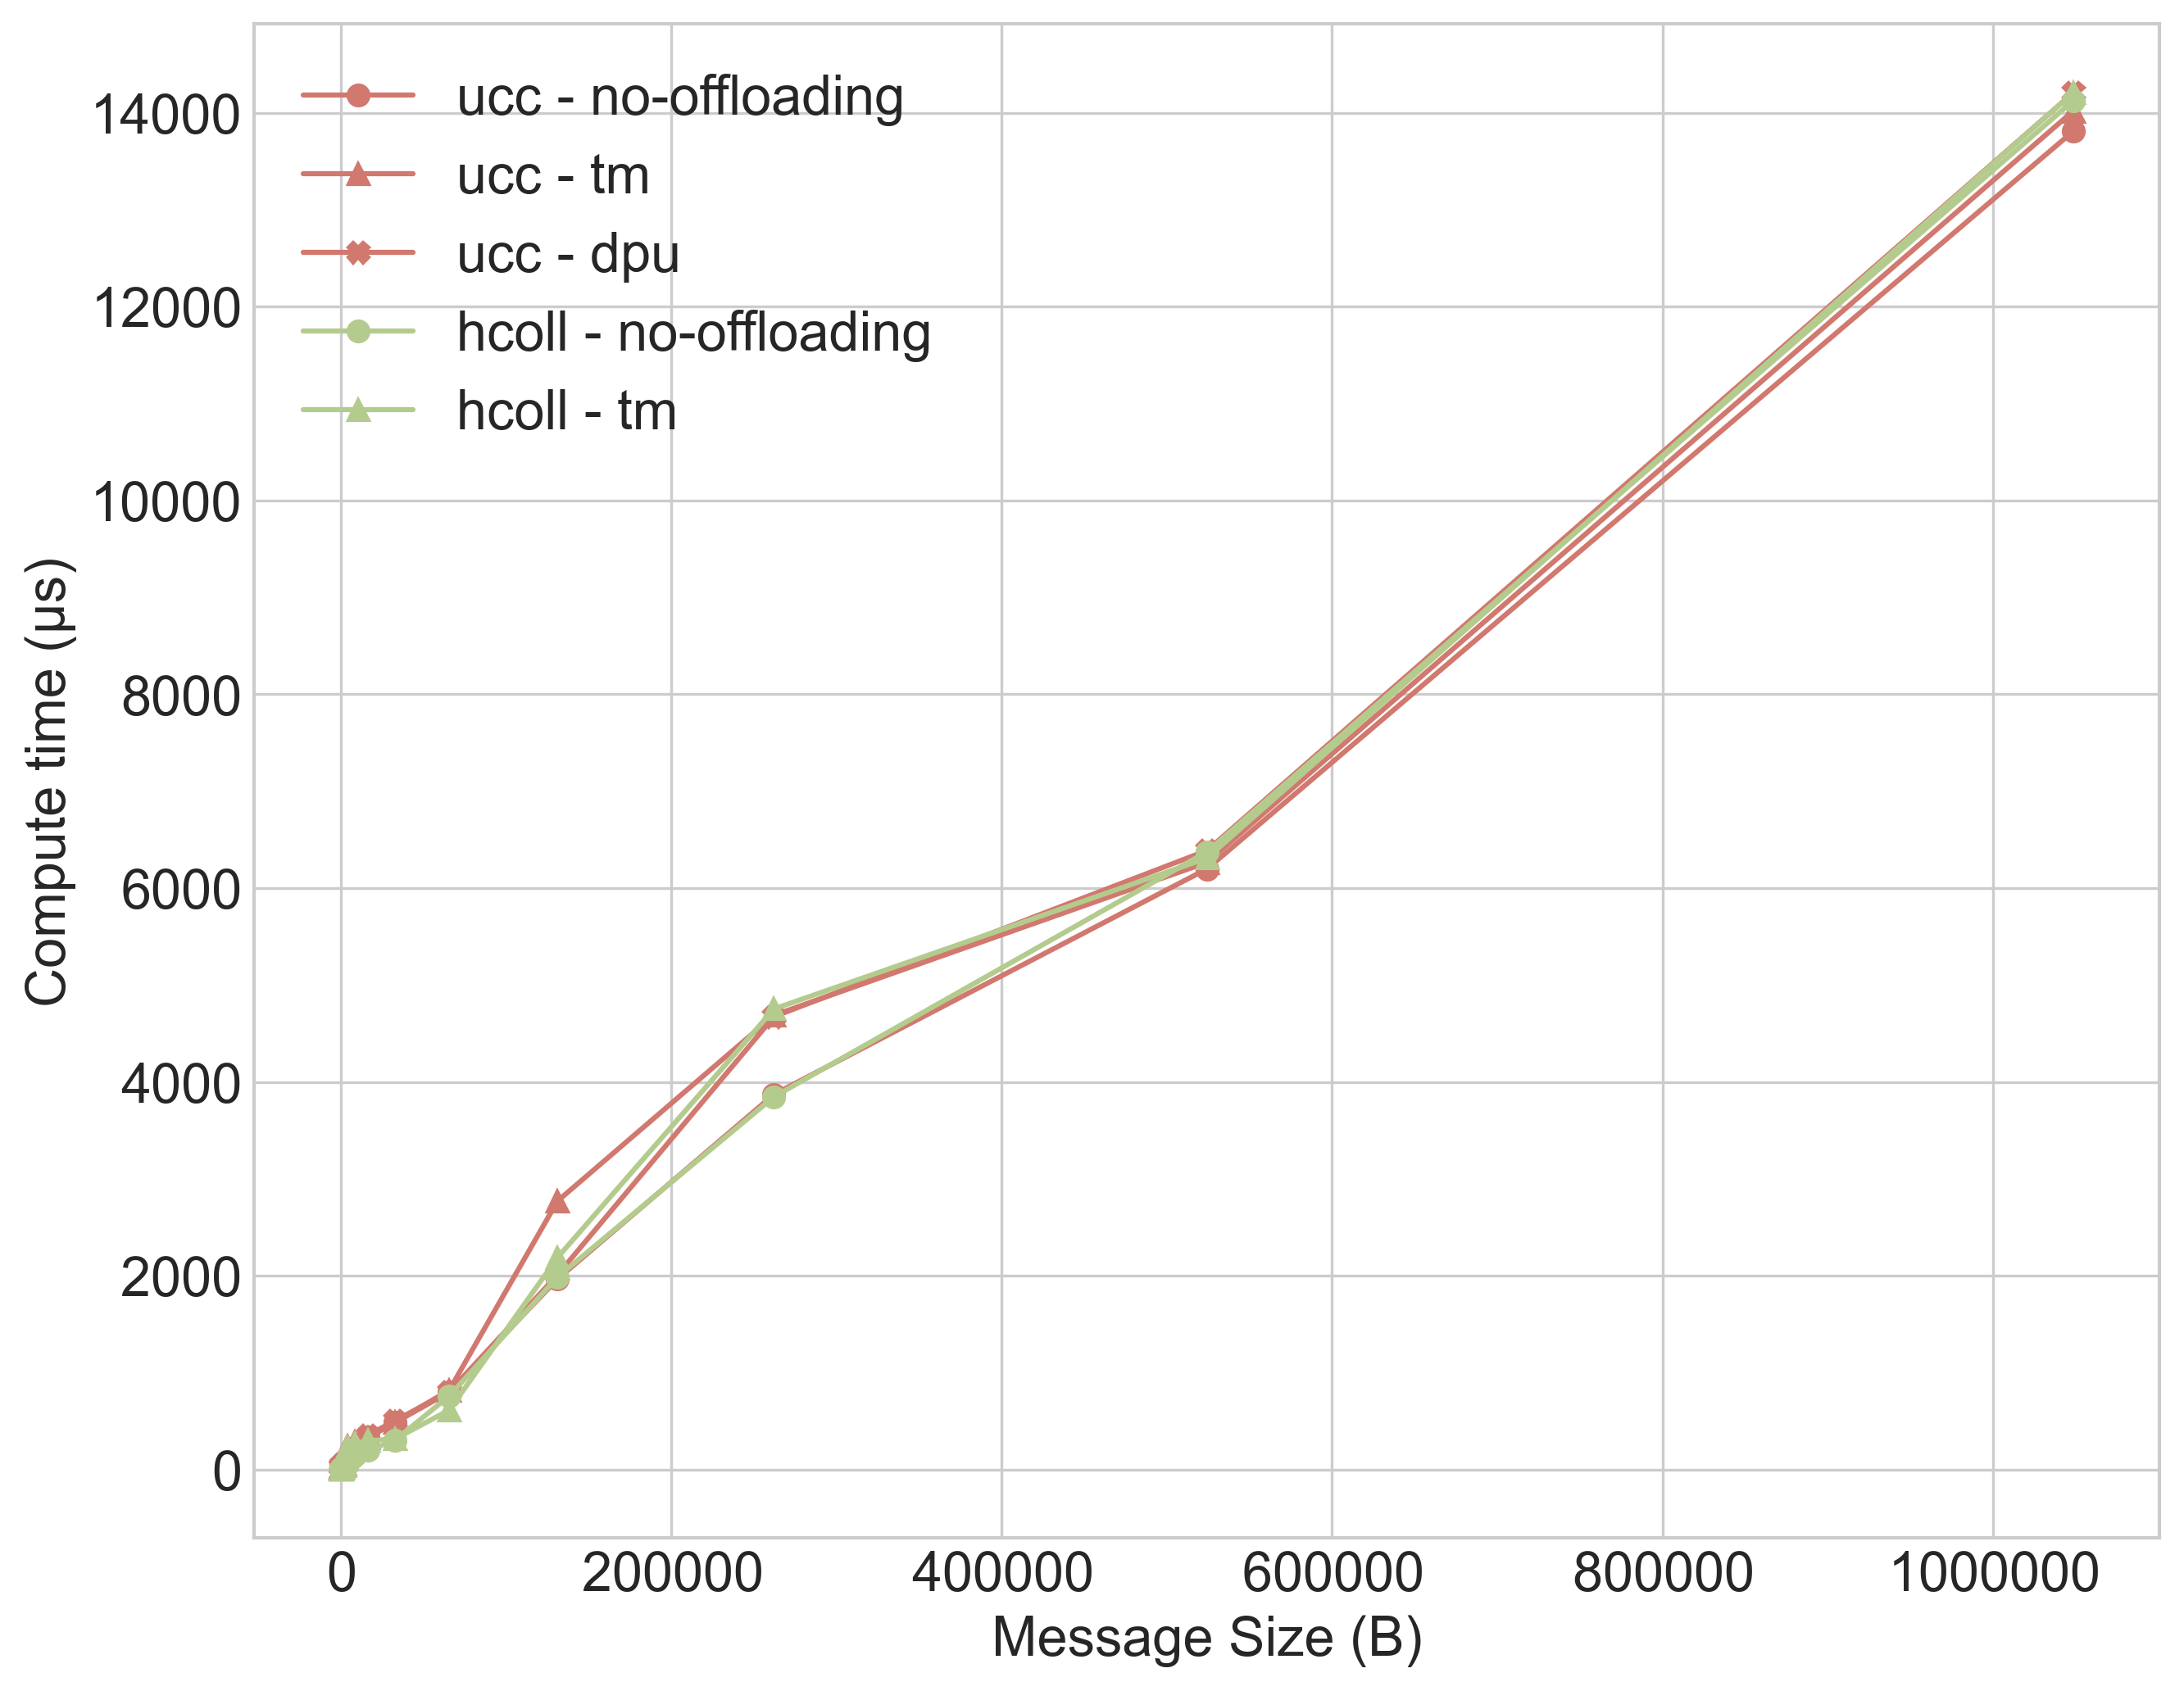 ucc - no-offloading
ucc - tm
ucc - dpu
hcoll - no-offloading
hcoll - tm
14000
12000
10000
8000
6000
4000
2000
0
Compute time (µs)
0 200000 400000 600000 800000 1000000
Message Size (B)